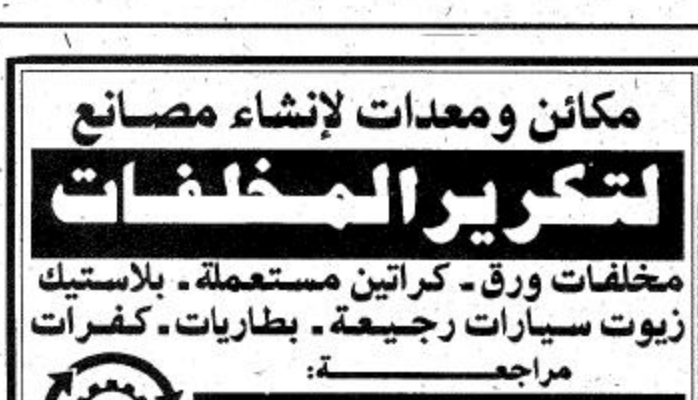 مكائن ومعدات لإنشاء مصانع
لتكرير المخلفات
مخلفات ورق - كراتين مستعملة - بلاستيك
زيوت سيارات رجيعة - بطاريات - كفرات
مراجعة: